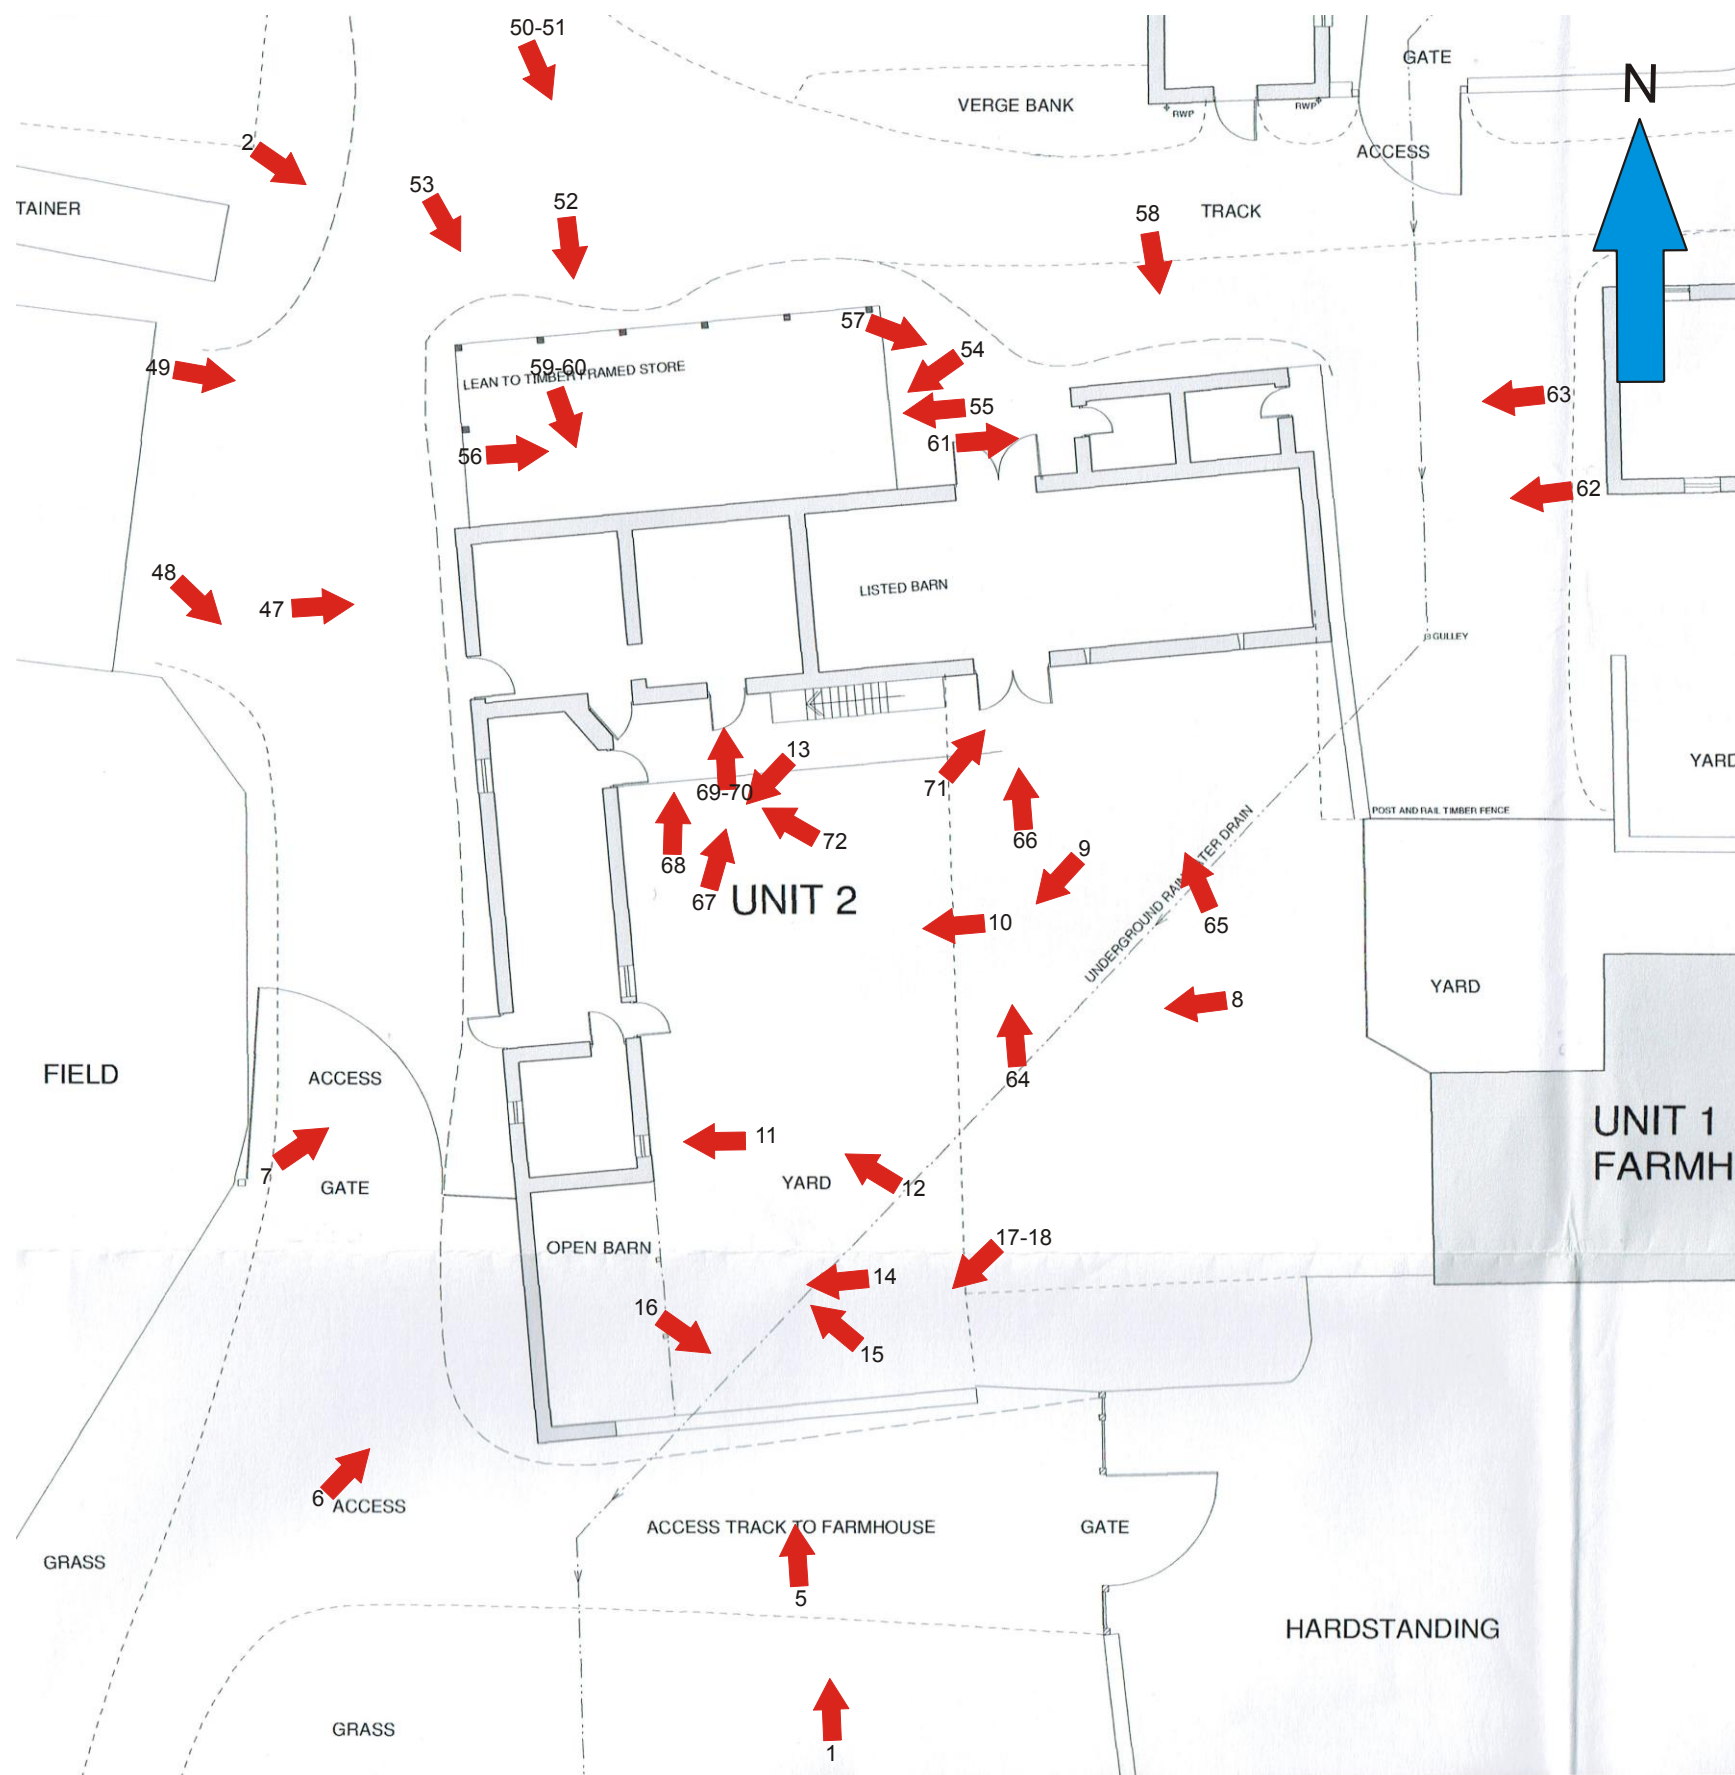 50-51
GATE
N
VERGE BANK
RWP
RWP
2
ACCESS
53
TAINER
52
58
TRACK
57
54
49
59-60
LEAN TO TIMBER FRAMED STORE
55
63
61
56
62
48
LISTED BARN
47
GULLEY
13
YARD
71
69-70
POST AND RAIL TIMBER FENCE
66
72
9
68
UNDERGROUND RAINWATER DRAIN
67
UNIT 2
10
65
YARD
8
FIELD
ACCESS
64
UNIT 1
FARMH
11
7
GATE
YARD
12
OPEN BARN
17-18
14
16
15
6
ACCESS
ACCESS TRACK TO FARMHOUSE
GATE
GRASS
5
HARDSTANDING
GRASS
1